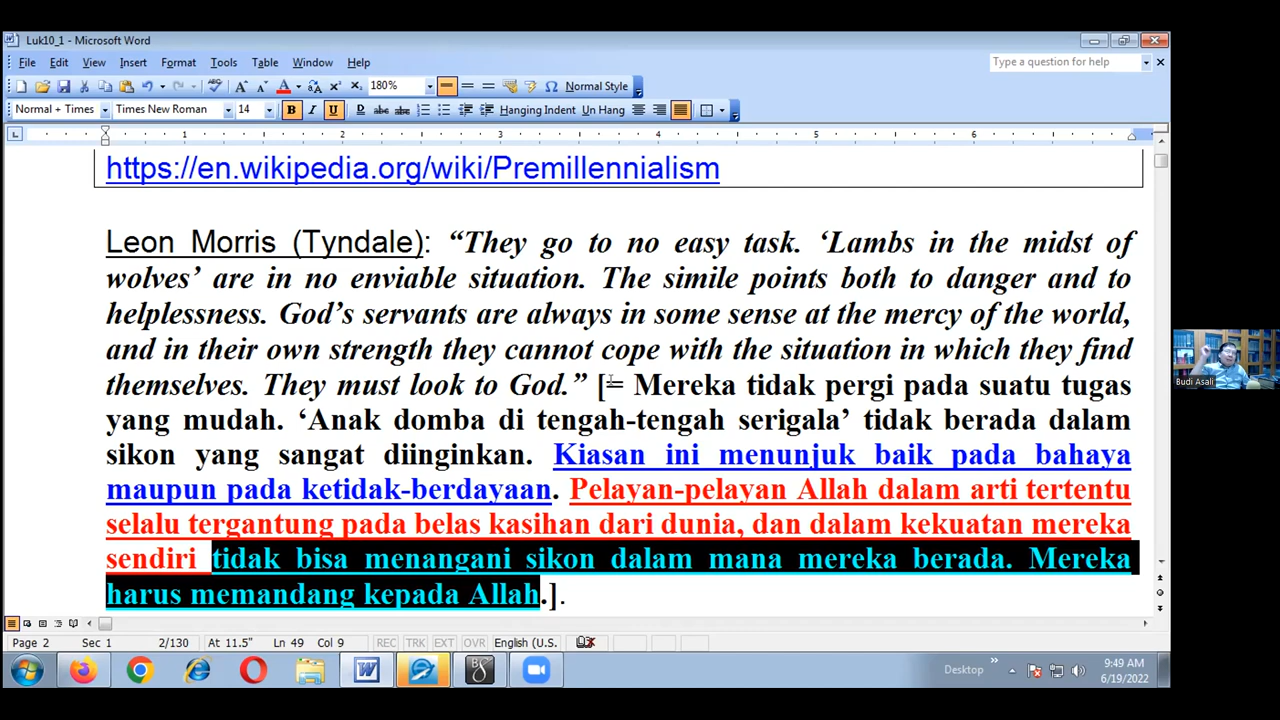 Luk10_1 - Microsoft Word
File Edit View Insert Format Tools Table Window Help
Type a question for help
180% Normal Style
Normal + Times Times New Roman 14 B I U abc abc Hanging Indent Un Hang
1 2 3 4 5 6
https://en.wikipedia.org/wiki/Premillennialism
Leon Morris (Tyndale): “They go to no easy task. ‘Lambs in the midst of
wolves’ are in no enviable situation. The simile points both to danger and to
helplessness. God’s servants are always in some sense at the mercy of the world,
and in their own strength they cannot cope with the situation in which they find
themselves. They must look to God.” [= Mereka tidak pergi pada suatu tugas
yang mudah. ‘Anak domba di tengah-tengah serigala’ tidak berada dalam
sikon yang sangat diinginkan. Kiasan ini menunjuk baik pada bahaya
maupun pada ketidak-berdayaan. Pelayan-pelayan Allah dalam arti tertentu
selalu tergantung pada belas kasihan dari dunia, dan dalam kekuatan mereka
sendiri tidak bisa menangani sikon dalam mana mereka berada. Mereka
harus memandang kepada Allah.].
Budi Asali
Page 2 Sec 1 2/130 At 11.5" Ln 49 Col 9 REC TRK EXT OVR English (U.S.
Desktop
9:49 AM
6/19/2022